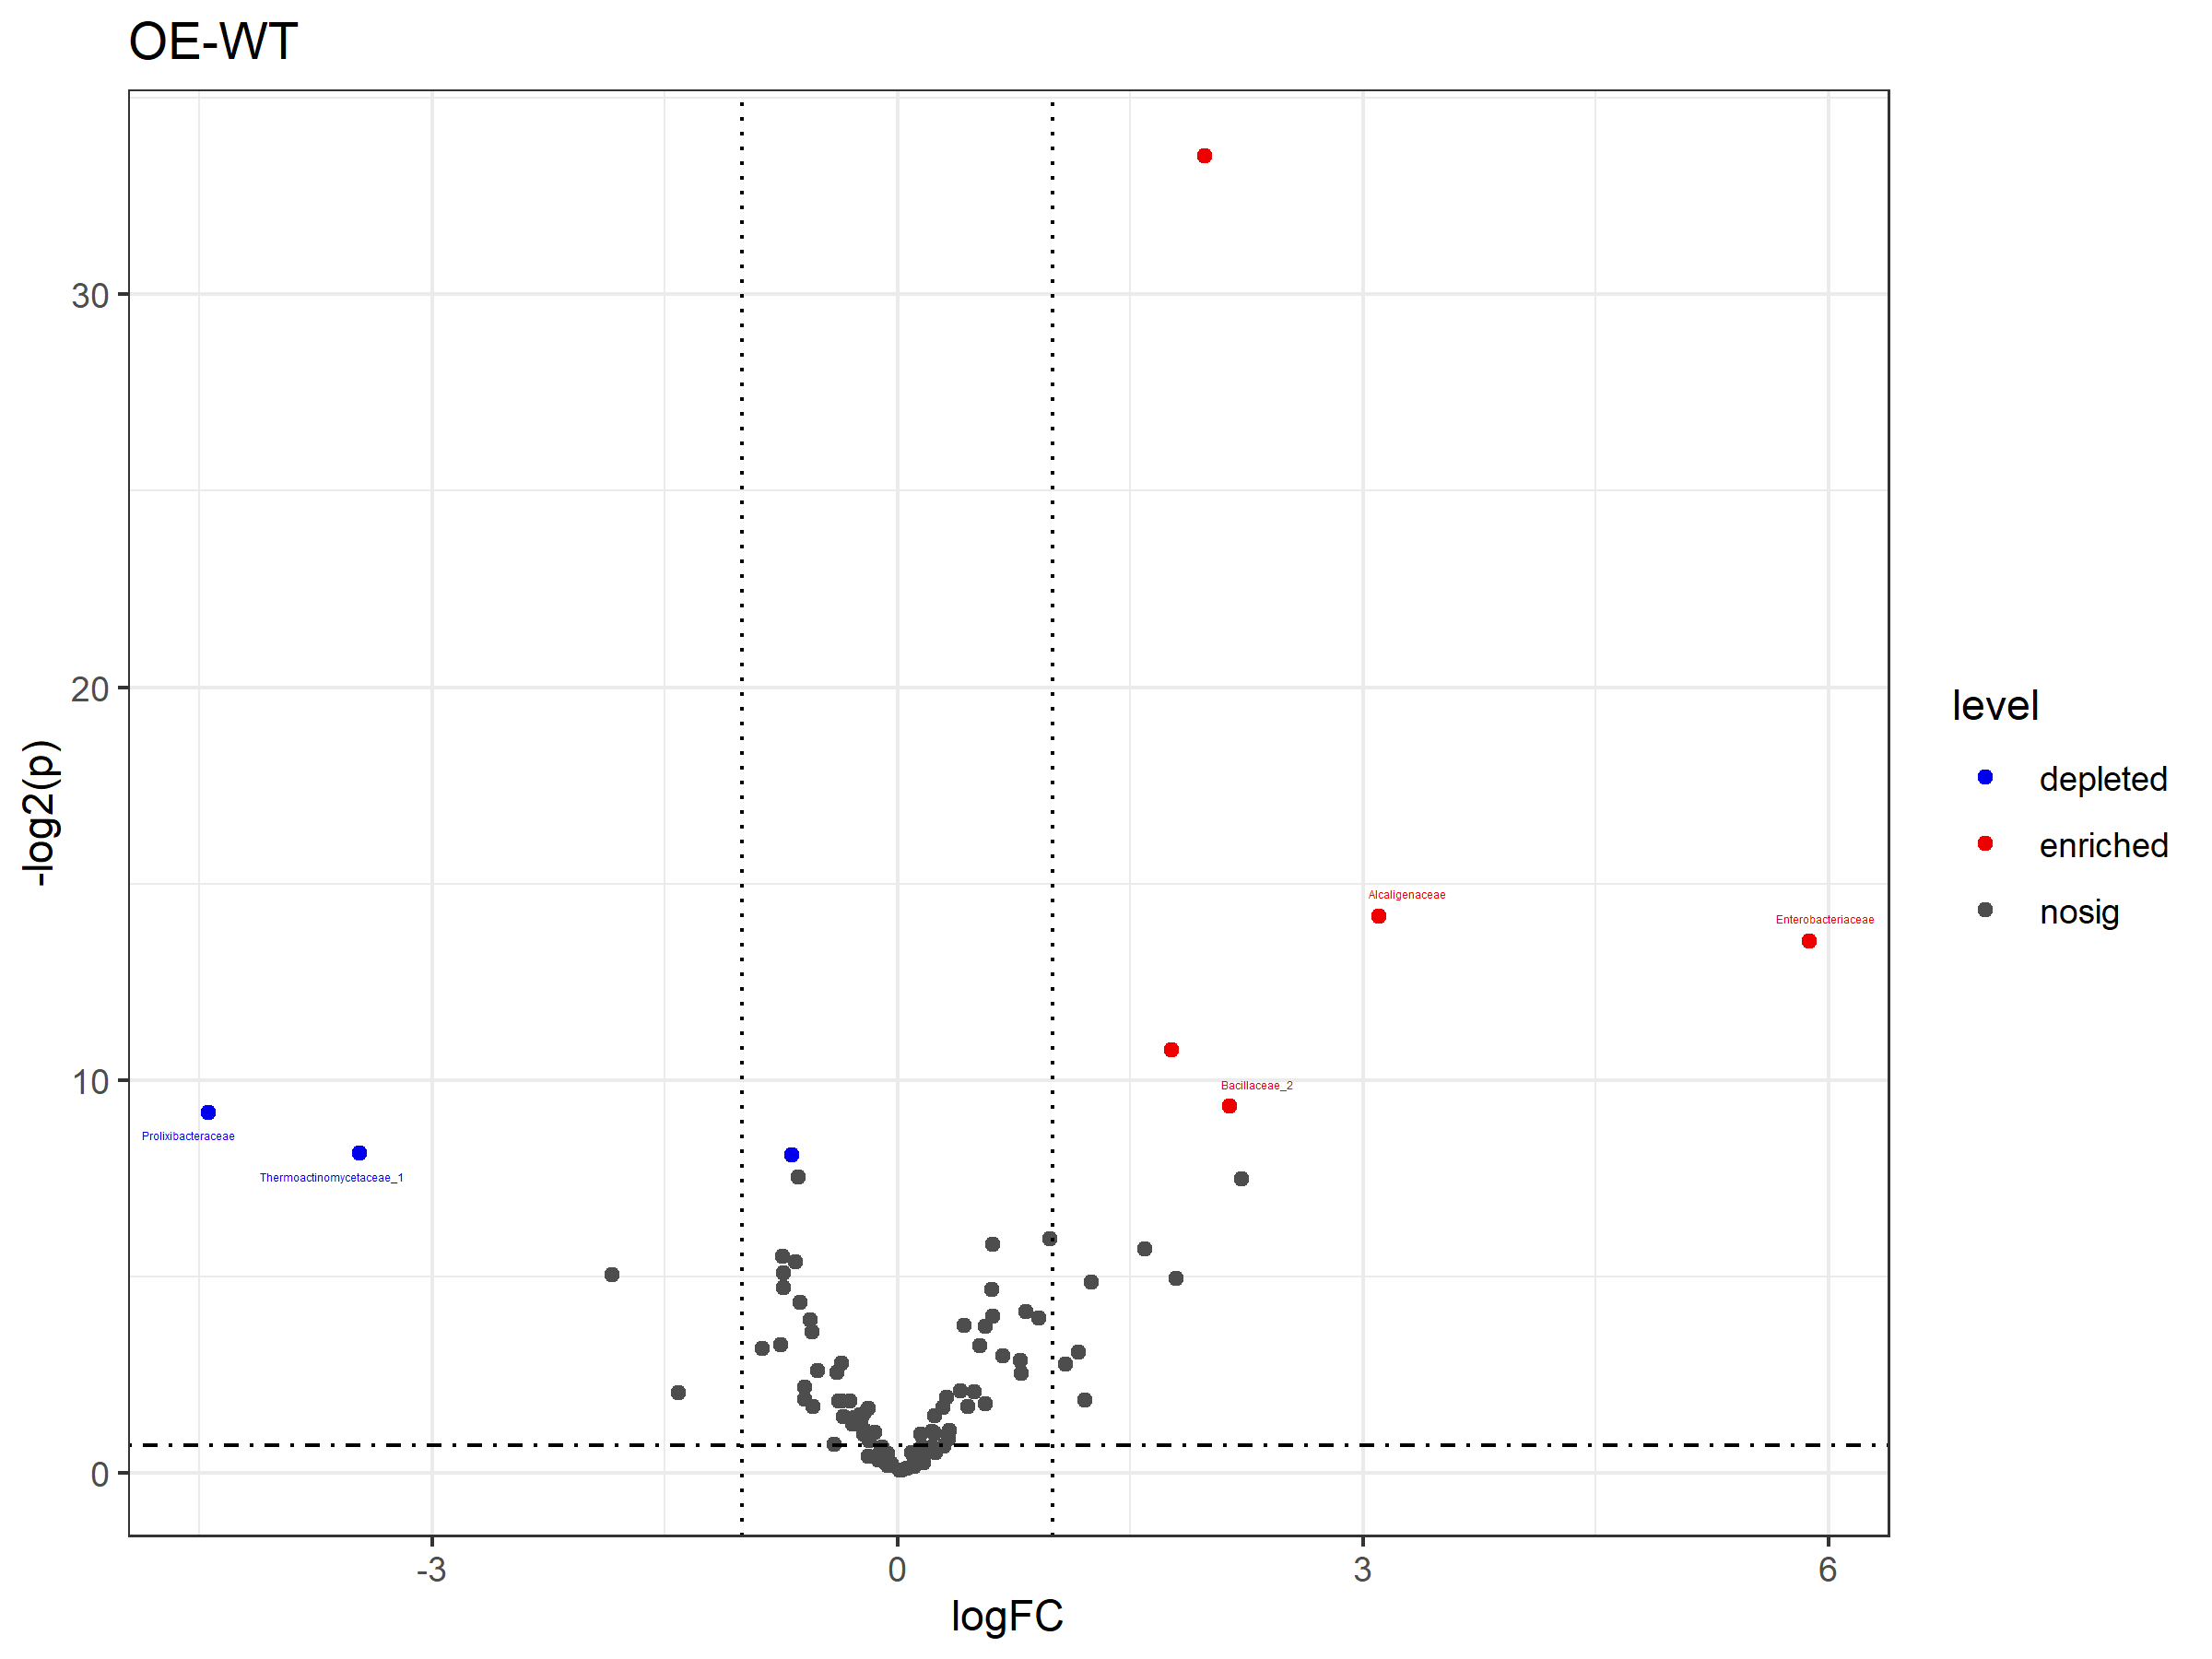 OE-WT
30
20
10
0
-log2(p)
Alcaligenaceae
Enterobacteriaceae
Bacillaceae_2
Prolixibacteraceae
Thermoactinomycetaceae_1
-3
0
3
6
logFC
level
depleted
enriched
nosig